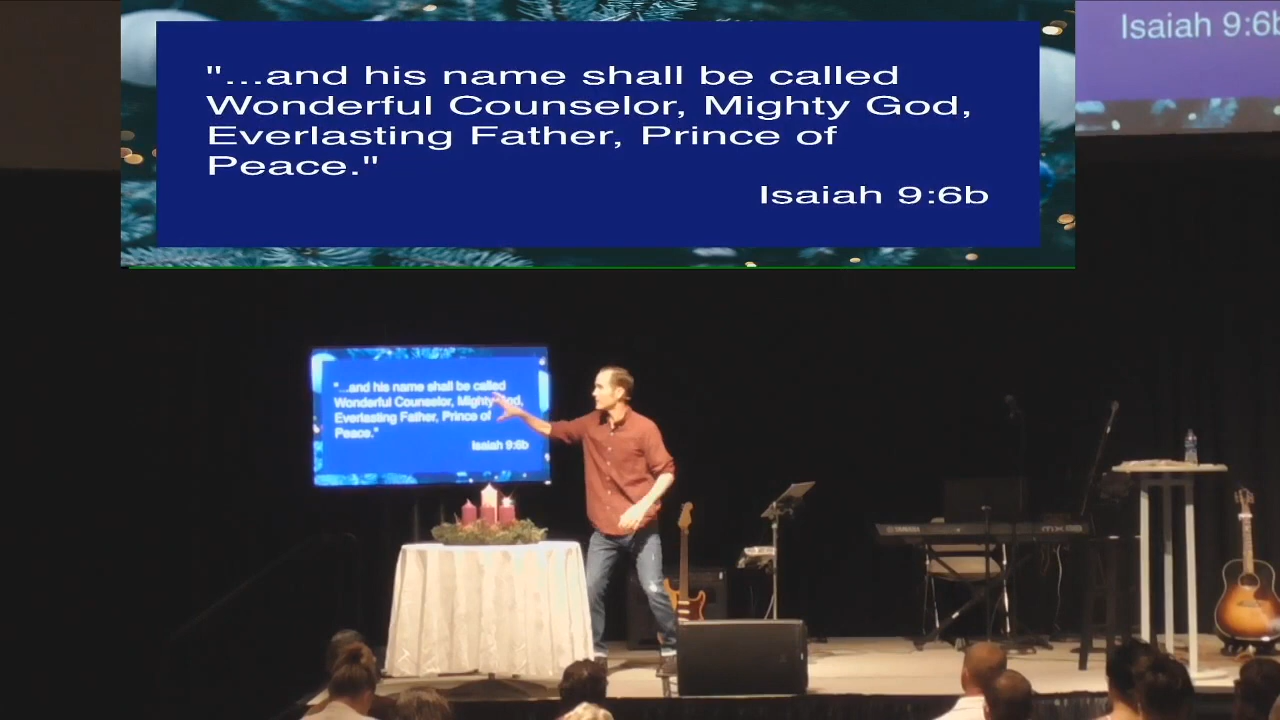 "...and his name shall be called
Wonderful Counselor, Mighty God,
Everlasting Father, Prince of
Peace."
Isaiah 9:6b
Isaiah 9:6b
"...and his name shall be called
Wonderful Counselor, Mighty God,
Everlasting Father, Prince of
Peace."
Isaiah 9:6b
YAMAHA